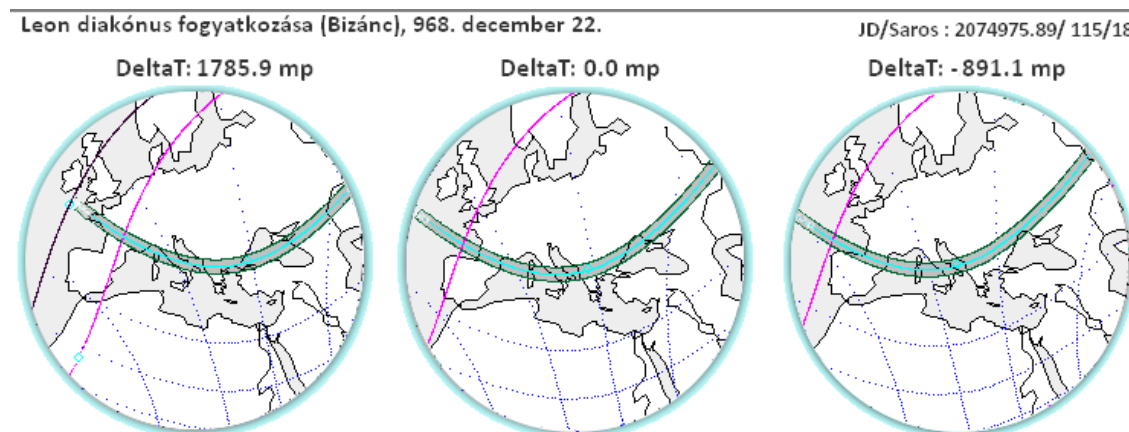 Leon diakónus fogyatkozása (Bizánc), 968. december 22.
JD/Saros : 2074975.89/ 115/18
DeltaT: 1785.9 mp
DeltaT: 0.0 mp
DeltaT: -891.1 mp